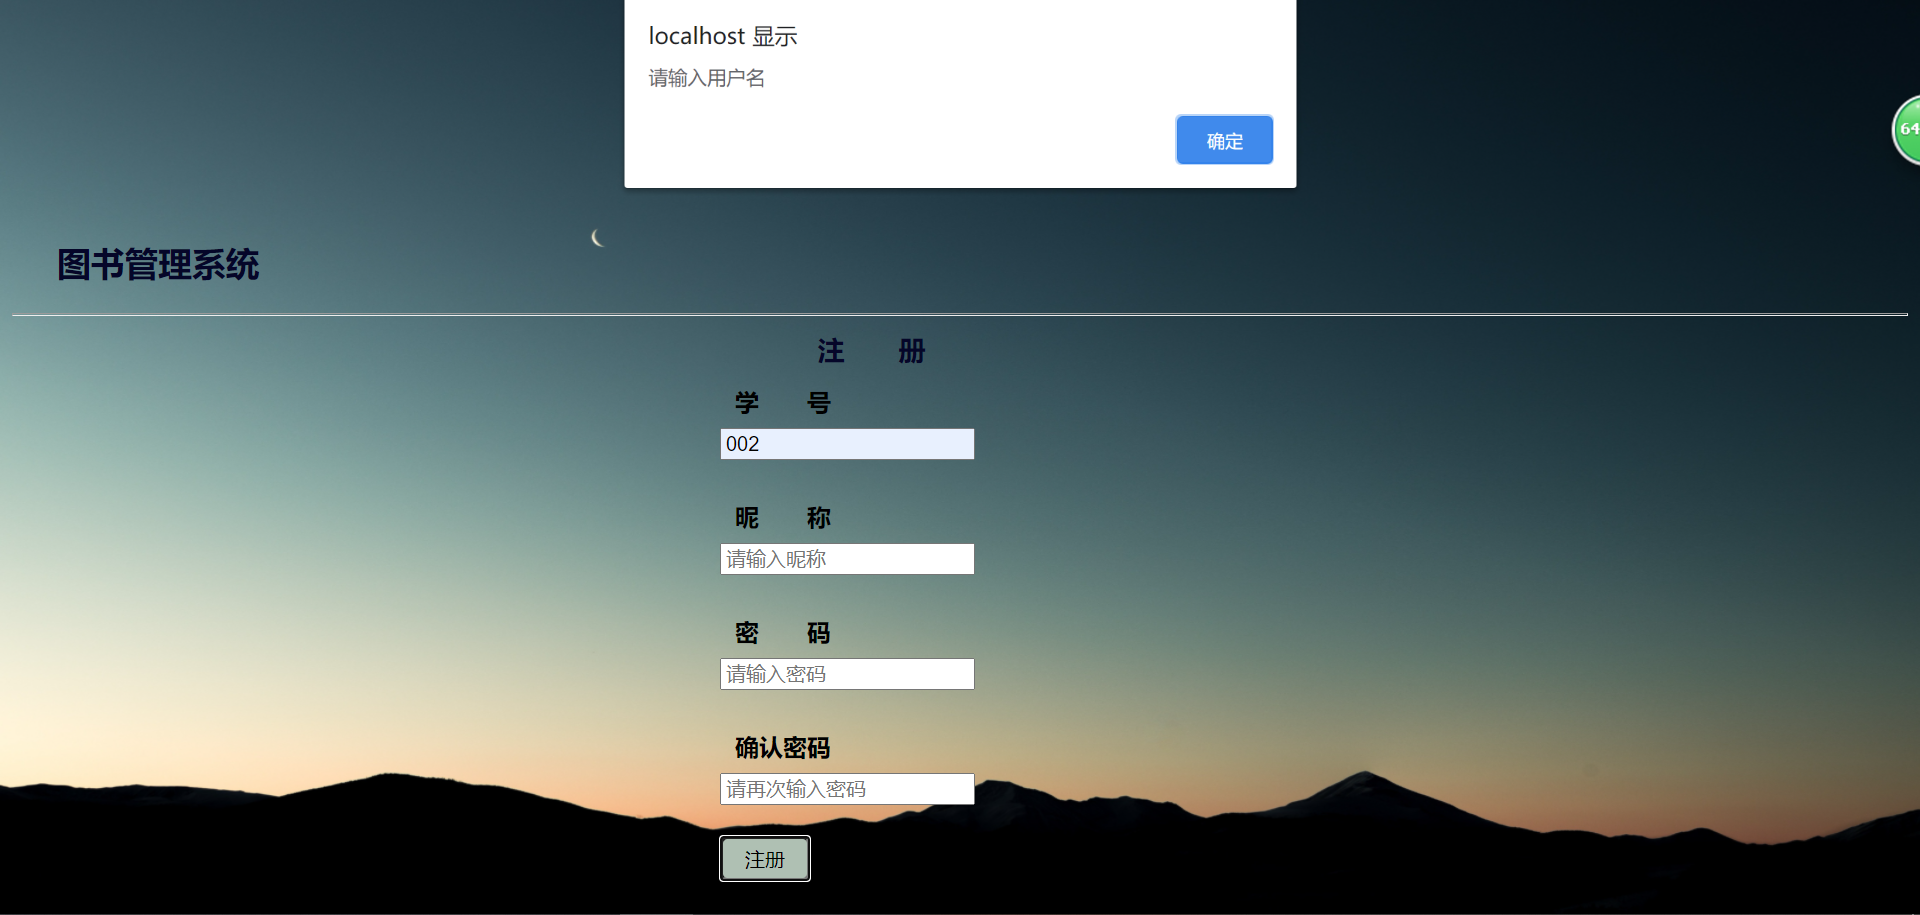 localhost 显示
请输入用户名
确定
64
图书管理系统
注 册
学 号
002
昵 称
请输入昵称
密 码
请输入密码
确认密码
请再次输入密码
注册